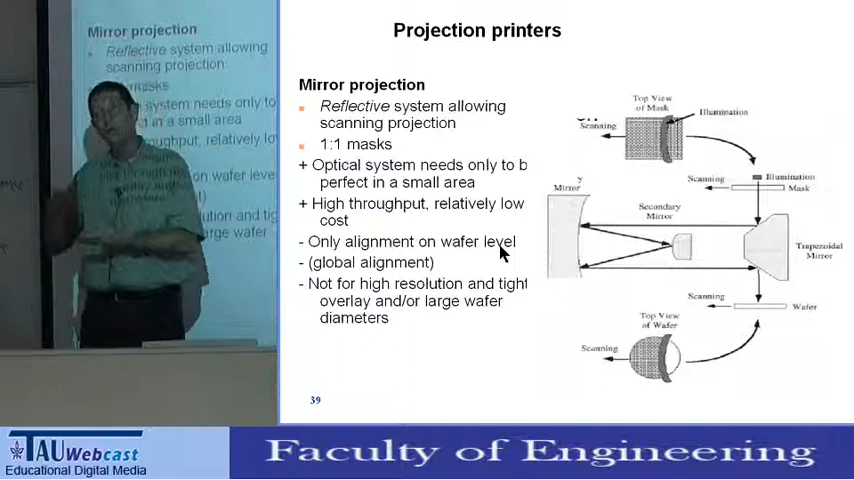 Projection printers
Mirror projection
Reflective system allowing
scanning projection:
masks
system needs only to
in a small area
oughput, relatively lo
on wafer leve
ution and tig
arge wafer
Mirror projection
Reflective system allowing
scanning projection
1:1 masks
+ Optical system needs only to b
perfect in a small area
+ High throughput, relatively low
cost
- Only alignment on wafer level
- (global alignment)
- Not for high resolution and tight
overlay and/or large wafer
diameters
Top View
of Mask
Illumination
Scanning
Illumination
Scanning
Mask
y
Mirror
Secondary
Mirror
Trapezoidal
Mirror
Scanning
Wafer
Top View
of Wafer
Scanning
39
TAU Webcast
Educational Digital Media
Faculty of Engineering